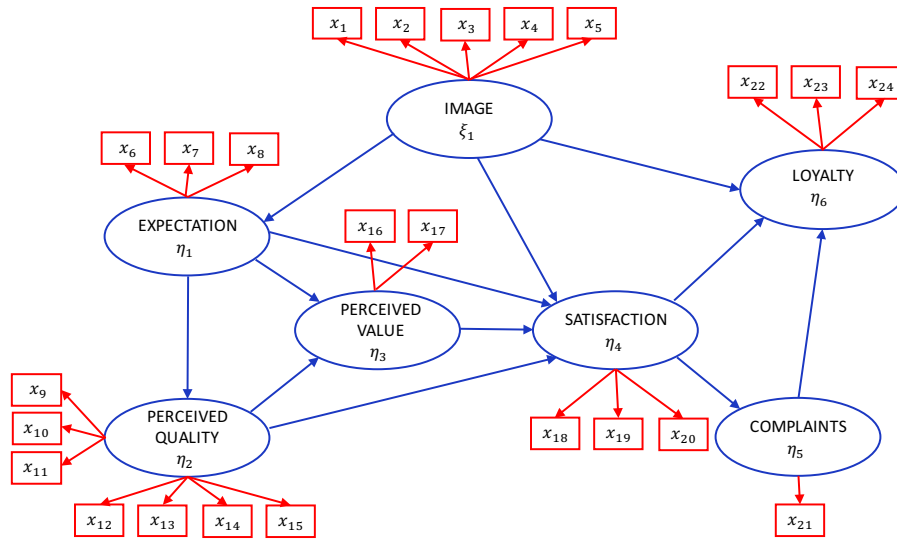 x₁ x₂ x₃ x₄ x₅
IMAGE
ξ₁
x₂₂ x₂₃ x₂₄
LOYALTY
η₆
x₆ x₇ x₈
EXPECTATION
η₁
x₁₆ x₁₇
PERCEIVED
VALUE
η₃
SATISFACTION
η₄
x₉
x₁₀
x₁₁
PERCEIVED
QUALITY
η₂
x₁₈ x₁₉ x₂₀
COMPLAINTS
η₅
x₁₂ x₁₃ x₁₄ x₁₅
x₂₁